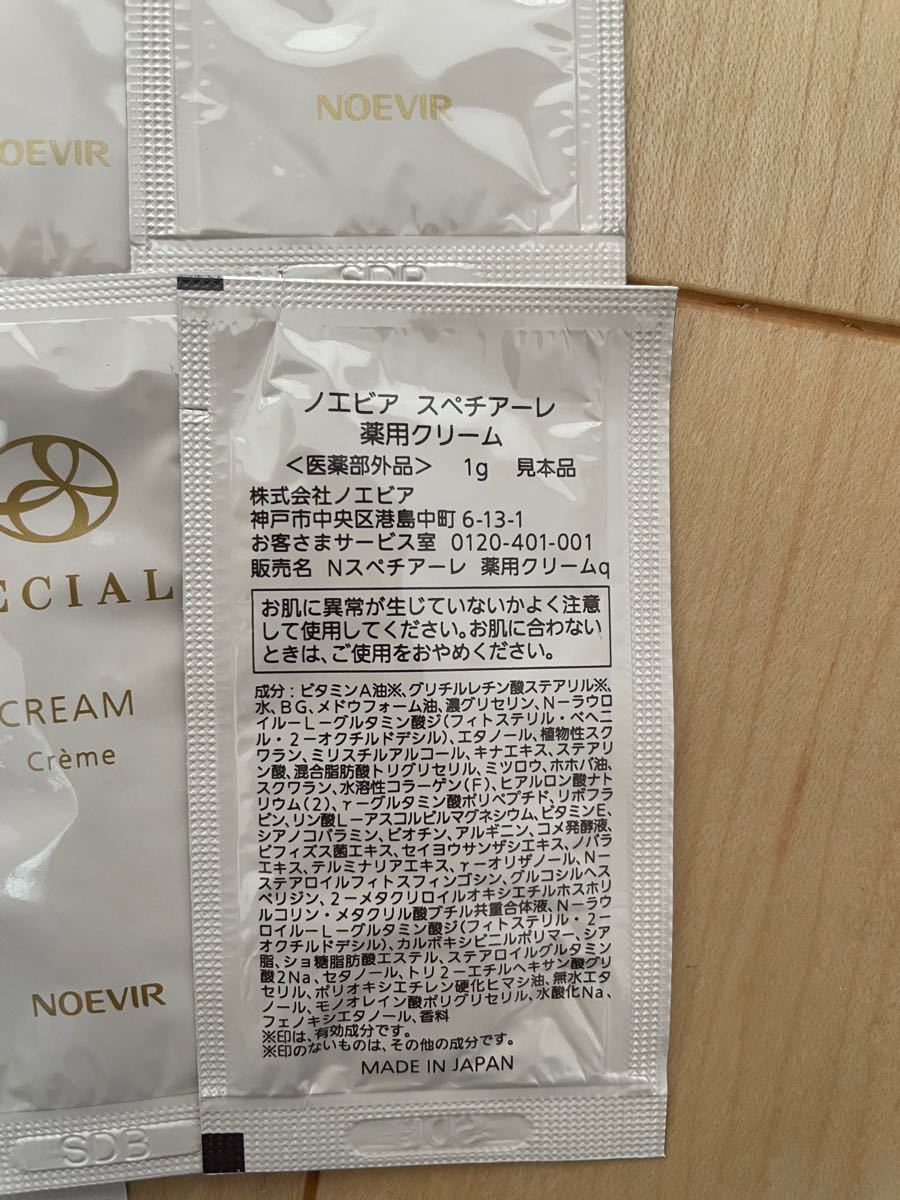 OEVIR
NOEVIR
SDB
ECIAL
CREAM
Crème
NOEVIR
SDB
ノエビア スペチアーレ
薬用クリーム
＜医薬部外品＞ 1g 見本品
株式会社ノエビア
神戸市中央区港島中町6-13-1
お客さまサービス室 0120-401-001
販売名 Nスペチアーレ 薬用クリームq
お肌に異常が生じていないかよく注意
して使用してください。お肌に合わない
ときは、ご使用をおやめください。
成分：ビタミンA油※、グリチルレチン酸ステアリル※、
水、BG、メドウフォーム油、濃グリセリン、N－ラウロ
イル－L－グルタミン酸ジ(フィトステリル・ベヘニ
ル・2－オクチルドデシル)、エタノール、植物性スク
ワラン、ミリスチルアルコール、キナエキス、ステアリ
ン酸、混合脂肪酸トリグリセリル、ミツロウ、ホホバ油、
スクワラン、水溶性コラーゲン(F)、ヒアルロン酸ナト
リウム(2)、γ－グルタミン酸ポリペプチド、リボフラ
ビン、リン酸L－アスコルビルマグネシウム、ビタミンE、
シアノコバラミン、ビオチン、アルギニン、コメ発酵液、
ビフィズス菌エキス、セイヨウサンザシエキス、ノバラ
エキス、テルミナリアエキス、γ－オリザノール、N－
ステアロイルフィトスフィンゴシン、グルコシルヘス
ペリジン、2－メタクリロイルオキシエチルホスホリ
ルコリン・メタクリル酸ブチル共重合体液、N－ラウ
ロイル－L－グルタミン酸ジ(フィトステリル・2－
オクチルドデシル)、カルボキシビニルポリマー、シア
脂、ショ糖脂肪酸エステル、ステアロイルグルタミン
酸2Na、セタノール、トリ2－エチルヘキサン酸グリ
セリル、ポリオキシエチレン硬化ヒマシ油、無水エタ
ノール、モノオレイン酸ポリグリセリル、水酸化Na、
フェノキシエタノール、香料
※印は、有効成分です。
※印のないものは、その他の成分です。
MADE IN JAPAN